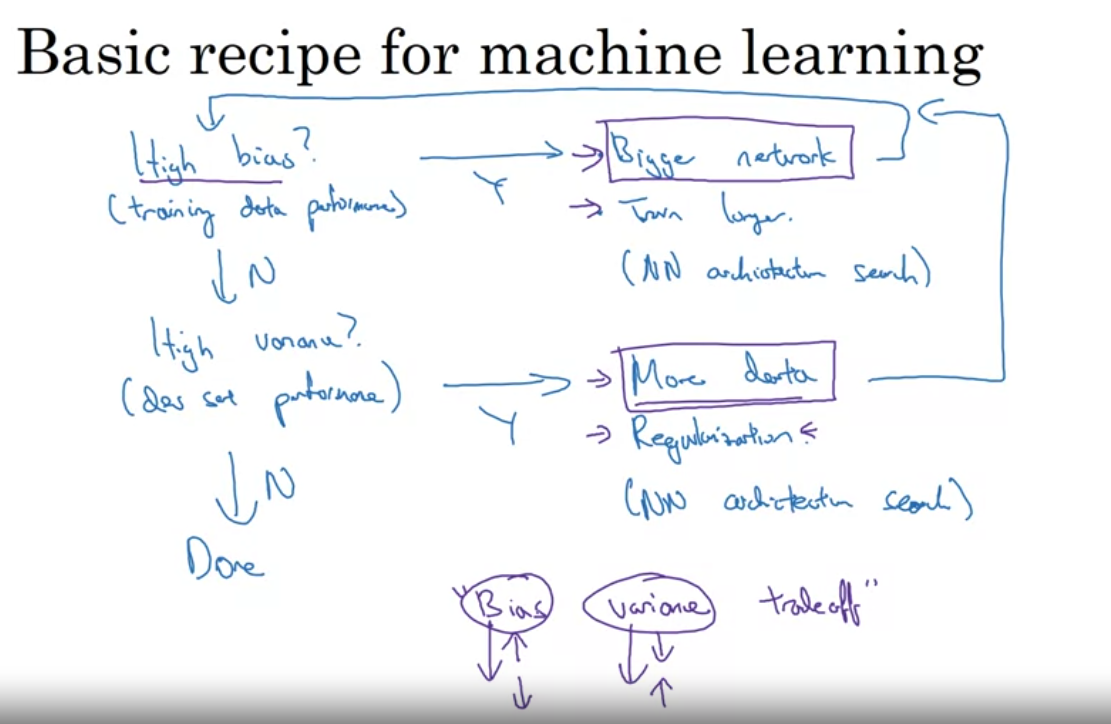 Basic recipe for machine learning
High bias?
(training data performance)
Y
Bigger network
Train longer.
(NN architecture search)
N
High variance?
(dev set performance)
Y
More data
Regularization
(NN architecture search)
N
Done
"Bias variance tradeoff"